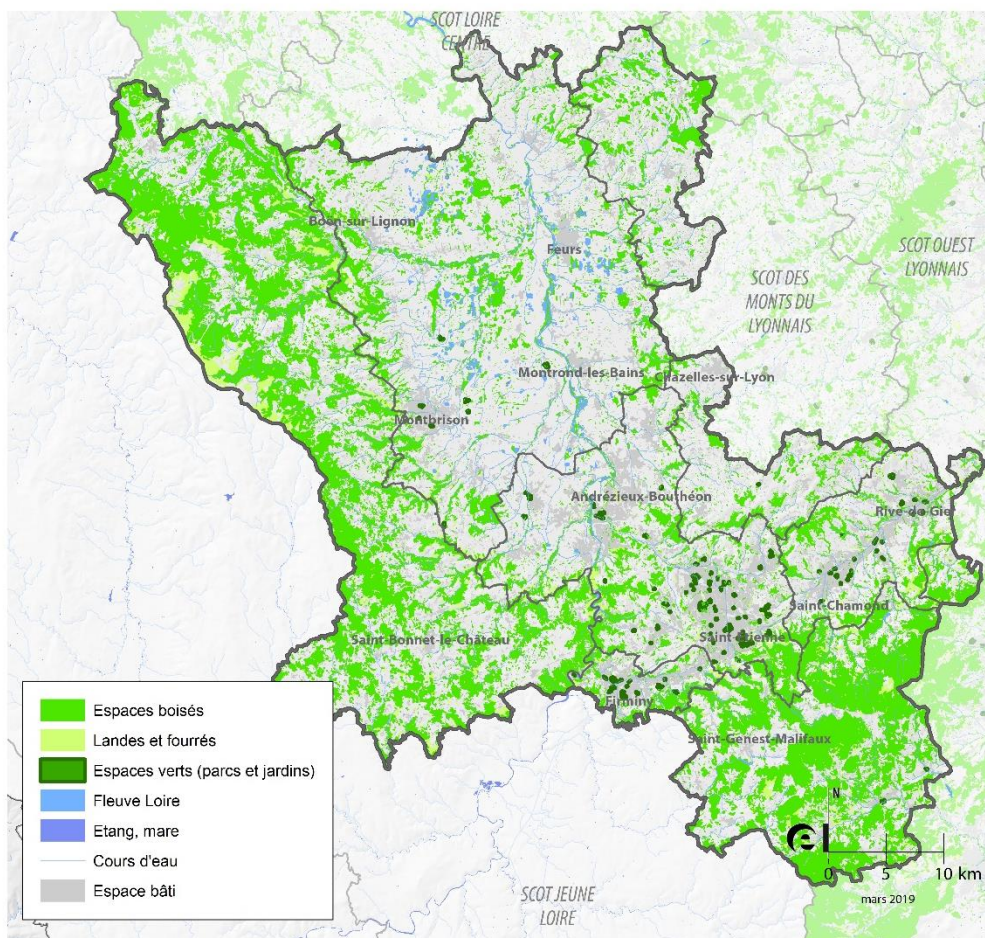 SCOT LOIRE
CENTRE
Boën-sur-Lignon
Feurs
SCOT OUEST
LYONNAIS
SCOT DES
MONTS DU
LYONNAIS
Montrond-les-Bains
Chazelles-sur-Lyon
Montbrison
Andrézieux-Bouthéon
Rive-de-Gier
Saint-Chamond
Saint-Etienne
Saint-Bonnet-le-Château
Firminy
Saint-Genest-Malifaux
Espaces boisés
Landes et fourrés
Espaces verts (parcs et jardins)
Fleuve Loire
Etang, mare
Cours d'eau
Espace bâti
N
0 5 10 km
mars 2019
SCOT JEUNE
LOIRE